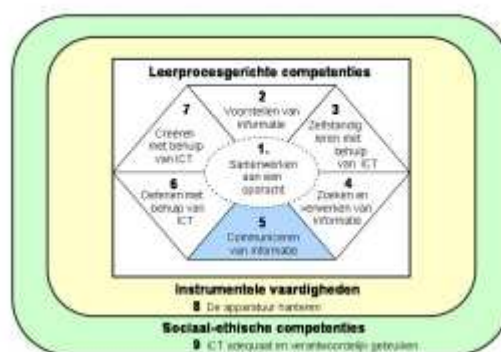 Leerprocesgerichte competenties
2
Voorstellen van
informatie
3
Zelfstandig
leren met
behulp
van ICT
7
Creëren
met behulp
van ICT
1.
Samenwerken
aan een
opdracht
6
Oefenen met
behulp van
ICT
4
Zoeken en
verwerken van
informatie
5
Communiceren
van informatie
Instrumentele vaardigheden
8 De apparatuur hanteren
Sociaal-ethische competenties
9 ICT adequaat en verantwoordelijk gebruiken